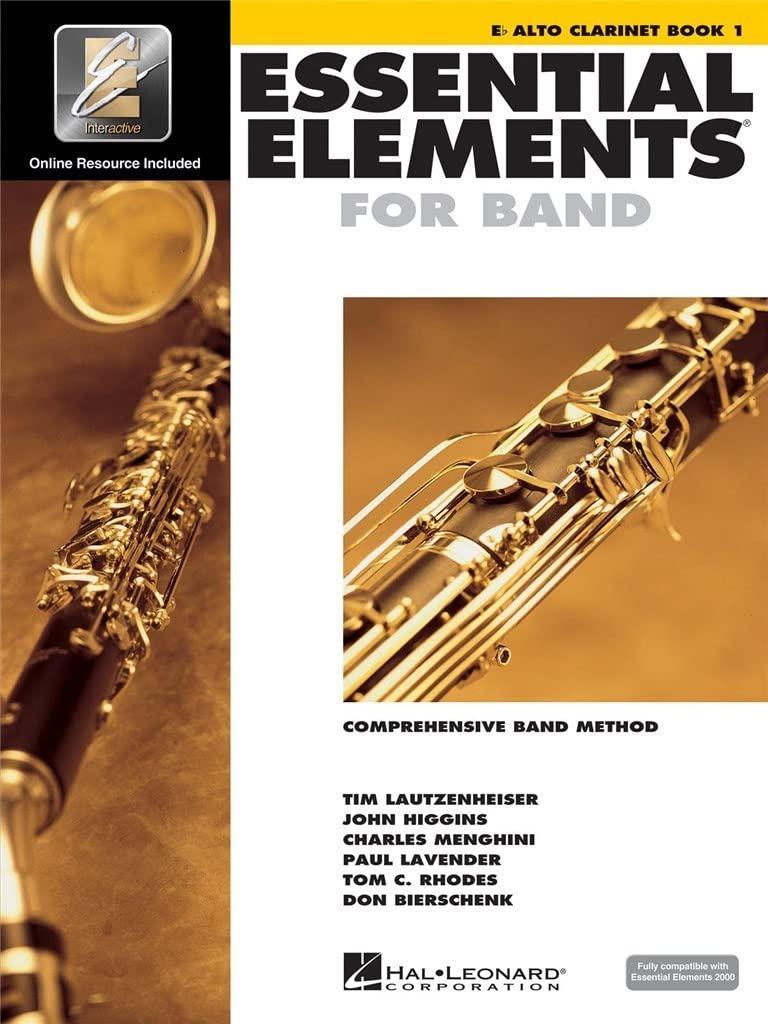 E♭ ALTO CLARINET BOOK 1
E
Interactive
Online Resource Included
ESSENTIAL
ELEMENTS®
FOR BAND
COMPREHENSIVE BAND METHOD
TIM LAUTZENHEISER
JOHN HIGGINS
CHARLES MENGHINI
PAUL LAVENDER
TOM C. RHODES
DON BIERSCHENK
HAL•LEONARD®
CORPORATION
Fully compatible with
Essential Elements 2000